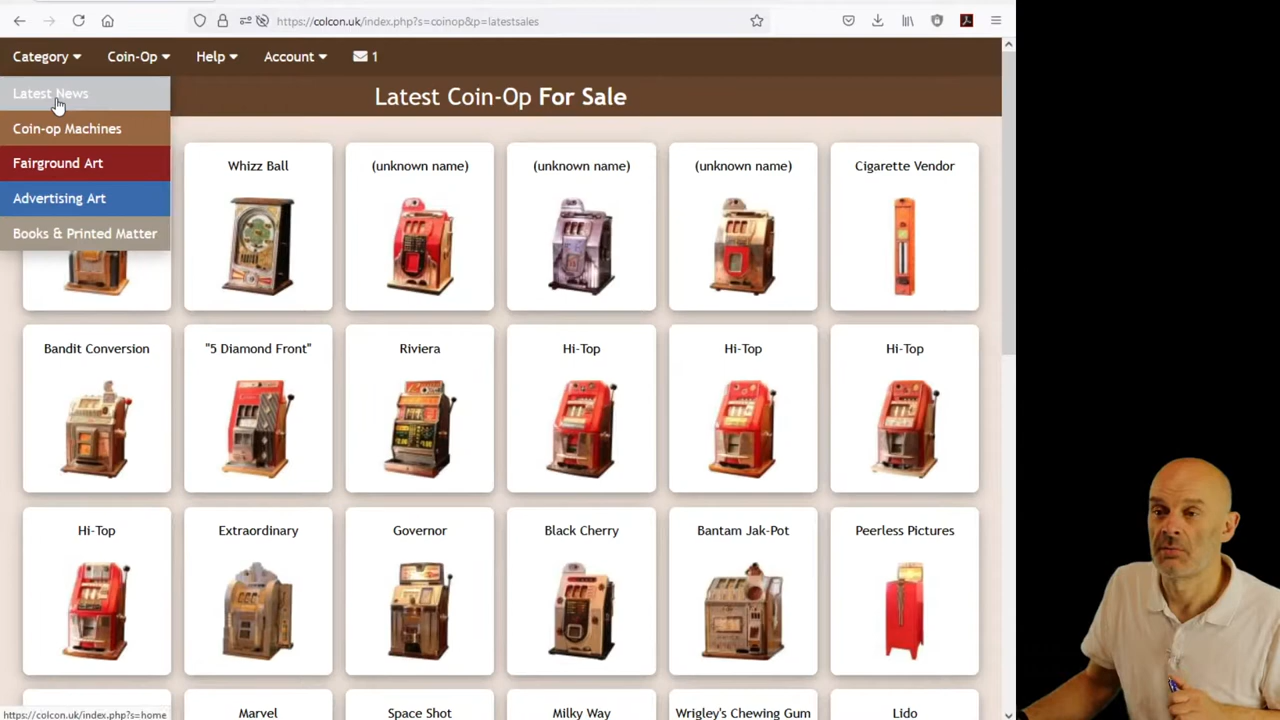 https://colcon.uk/index.php?s=coinop&p=latestsales
Category Coin-Op Help Account 1
Latest News
Coin-op Machines
Fairground Art
Advertising Art
Books & Printed Matter
Latest Coin-Op For Sale
Whizz Ball (unknown name) (unknown name) (unknown name) Cigarette Vendor
Bandit Conversion "5 Diamond Front" Riviera Hi-Top Hi-Top Hi-Top
Hi-Top Extraordinary Governor Black Cherry Bantam Jak-Pot Peerless Pictures
Marvel Space Shot Milky Way Wrigley's Chewing Gum Lido
https://colcon.uk/index.php?s=home